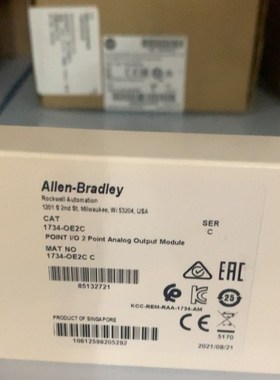 Allen-Bradley
Rockwell Automation
1201 S 2nd St, Milwaukee, WI 53204, USA
CAT
1734-OE2C
SER
C
POINT I/O 2 Point Analog Output Module
MAT NO
1734-OE2C C
85132721
EAC
25
KCC-REM-RAA-1734-AM
PRODUCT OF SINGAPORE
10612598205292
5170
2021/08/21